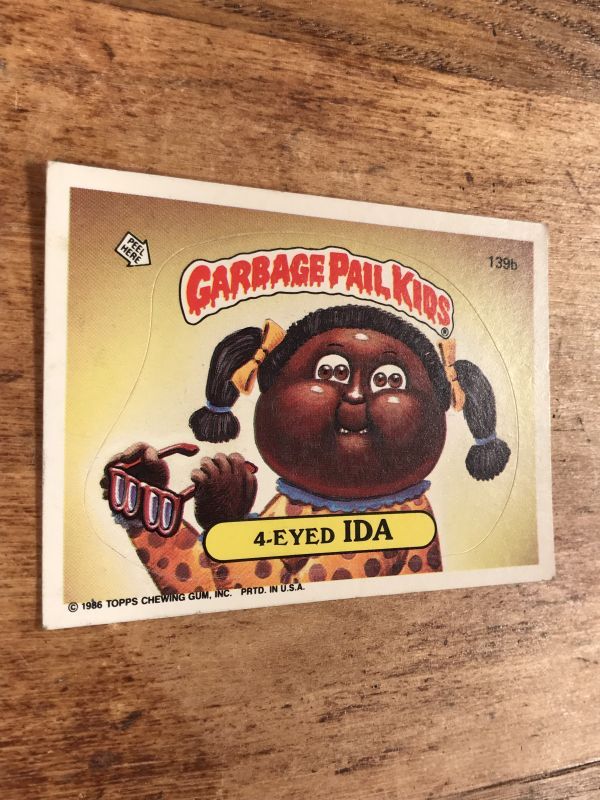 PEEL
HERE
139b
GARBAGE PAIL KIDS®
4-EYED IDA
© 1986 TOPPS CHEWING GUM, INC. PRTD. IN U.S.A.